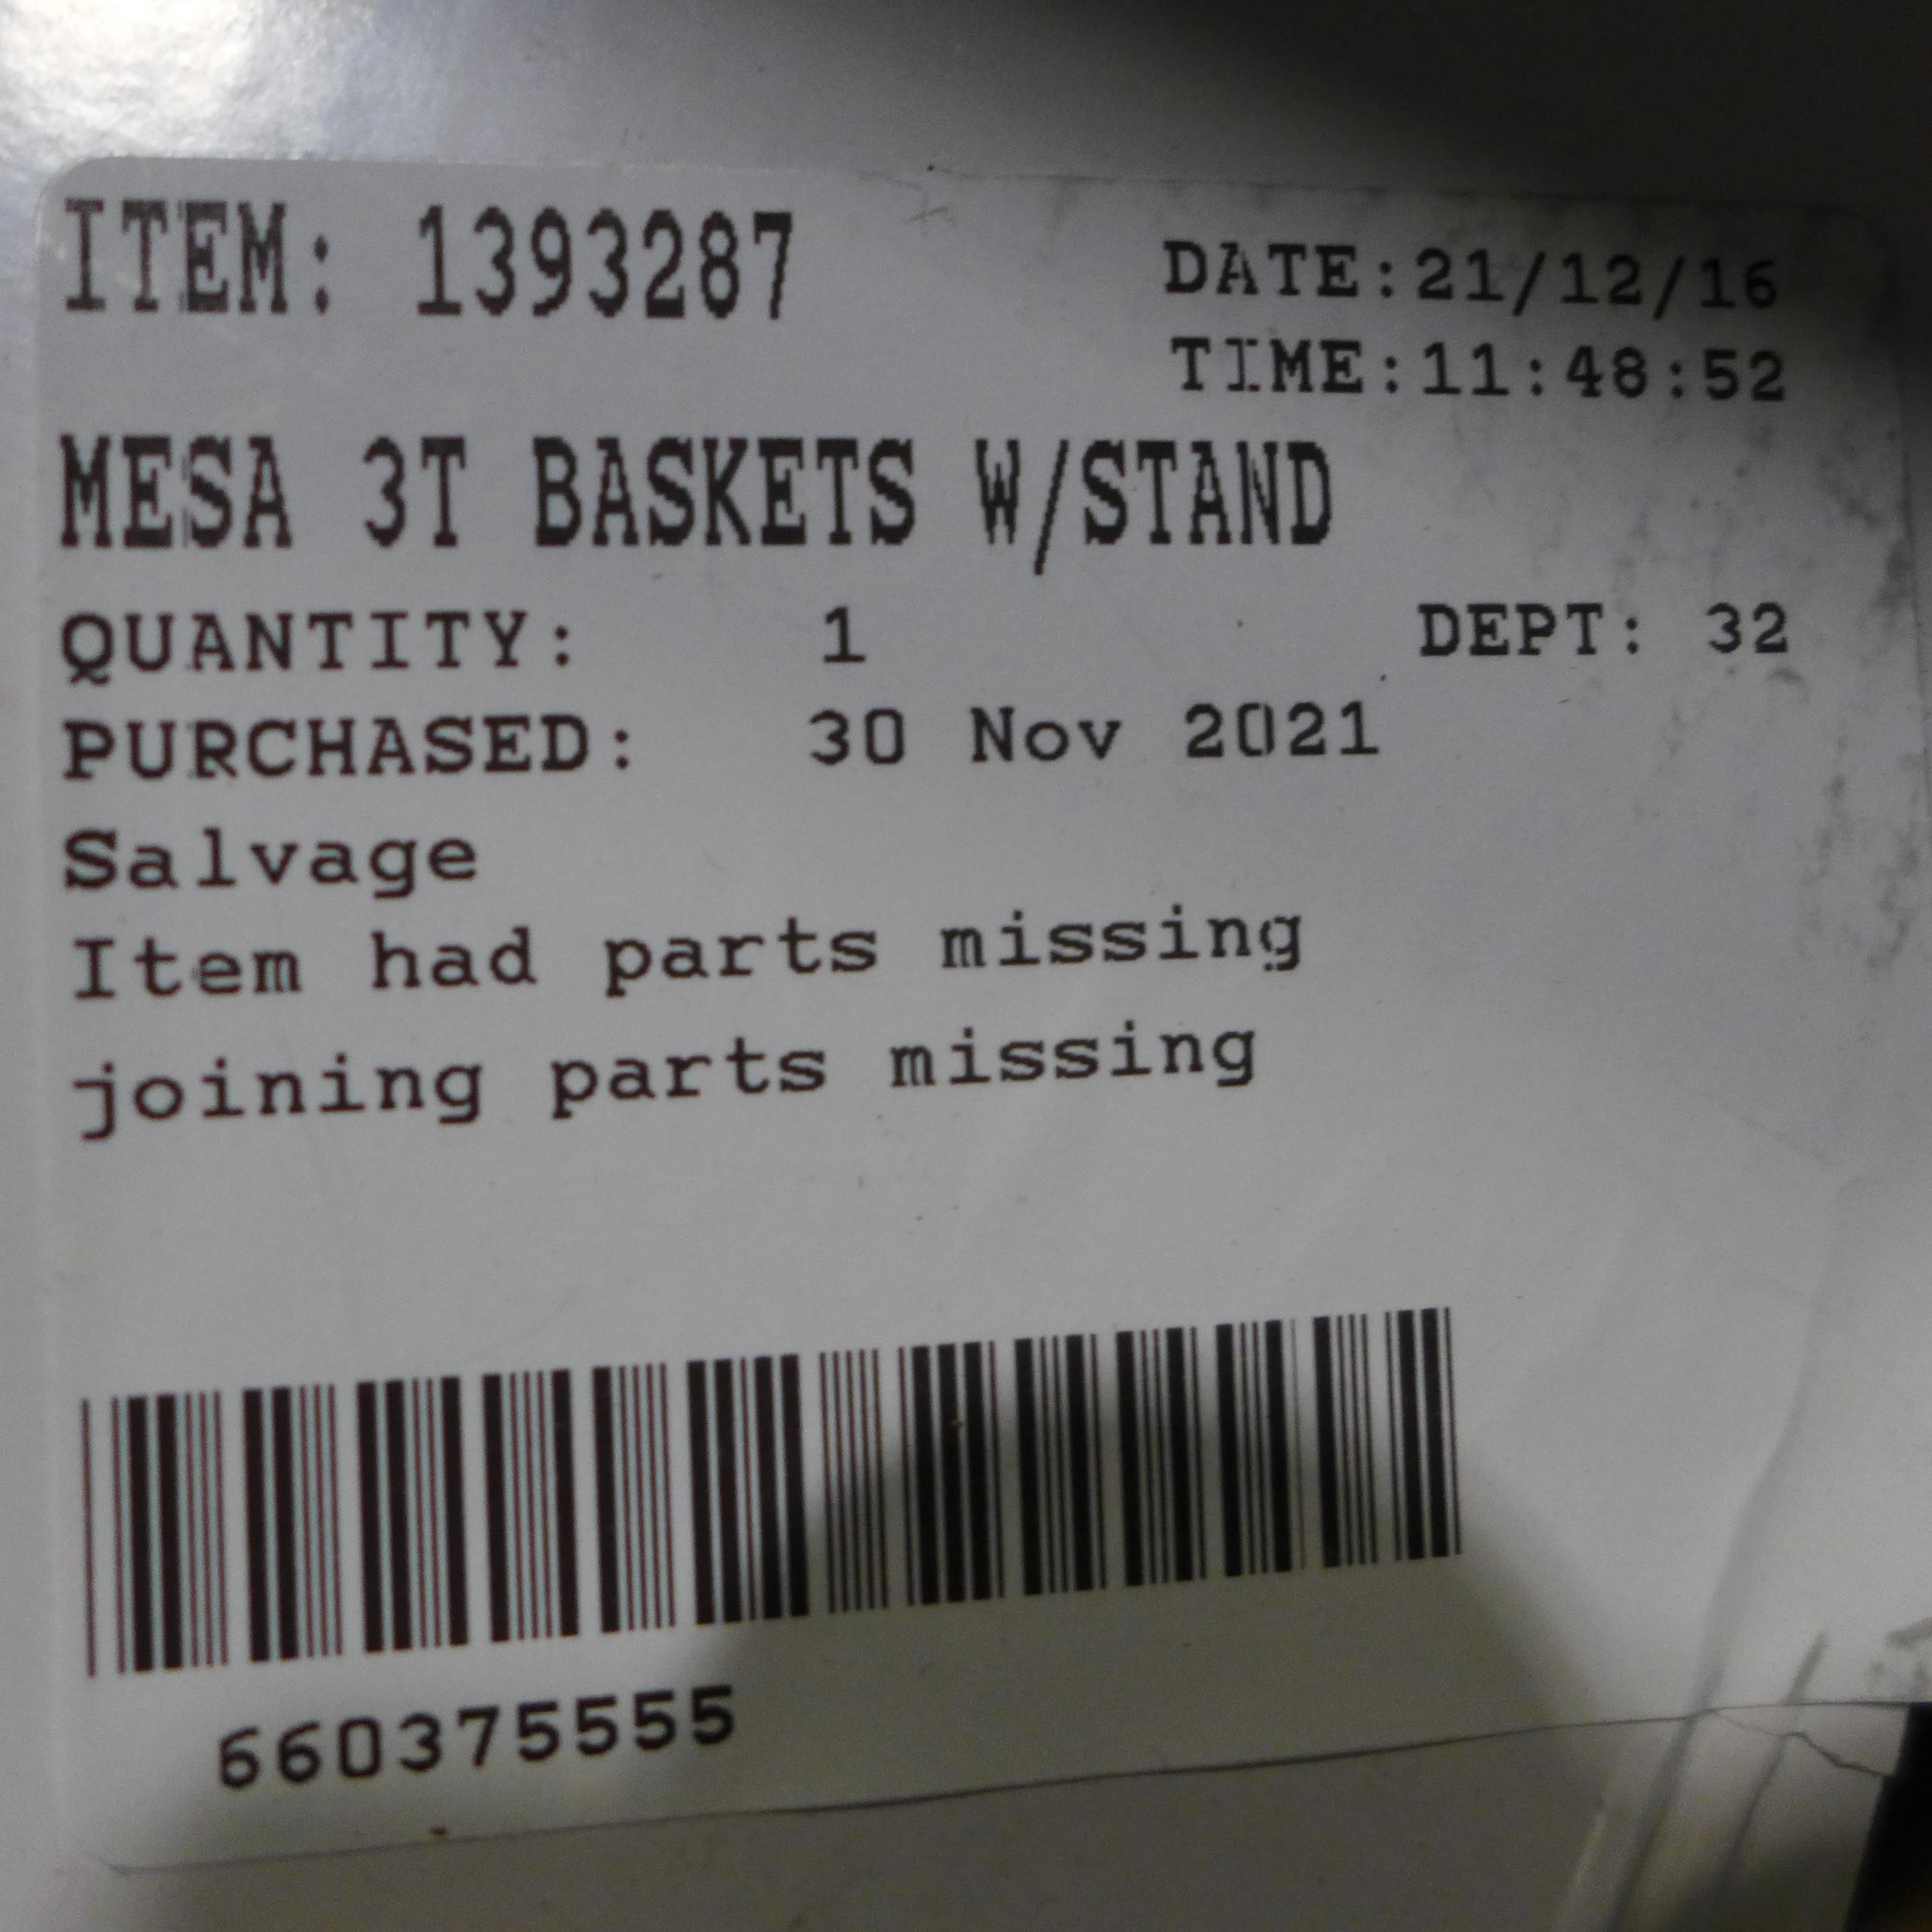 ITEM: 1393287
DATE:21/12/16
TIME:11:48:52
MESA 3T BASKETS W/STAND
QUANTITY: 1 DEPT: 32
PURCHASED: 30 Nov 2021
Salvage
Item had parts missing
joining parts missing
660375555